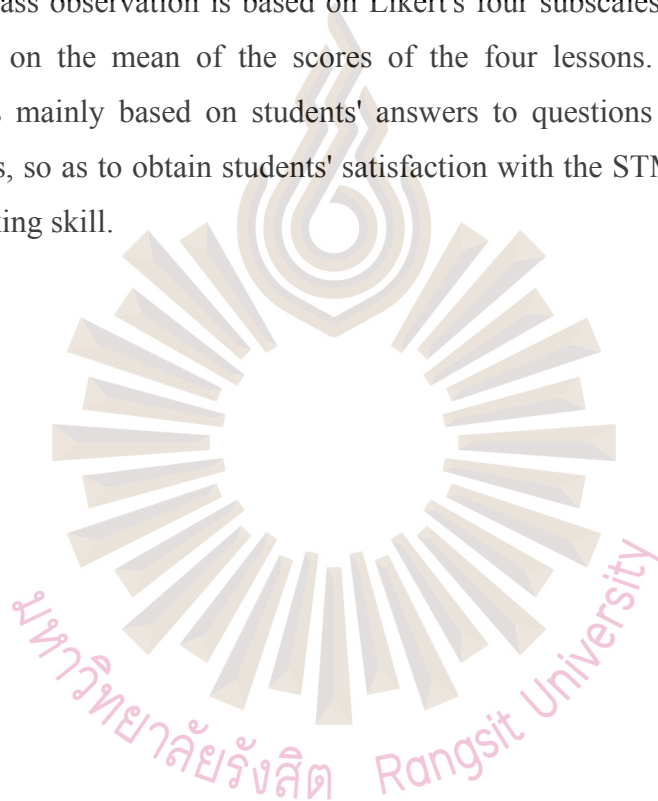 ass observation is based on Likert's four subscales
on the mean of the scores of the four lessons.
mainly based on students' answers to questions
s, so as to obtain students' satisfaction with the STM
ing skill.
มหาวิทยาลัยรังสิต Rangsit University